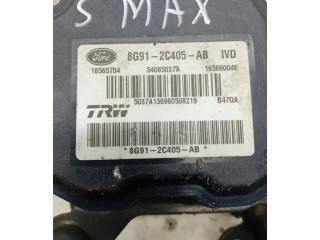 S MAX
Ford
8G91-2C405-AB IVD
16565704 54085037A 16566004E
5037A136960508219 B470A
TRW
*8G91-2C405-AB*